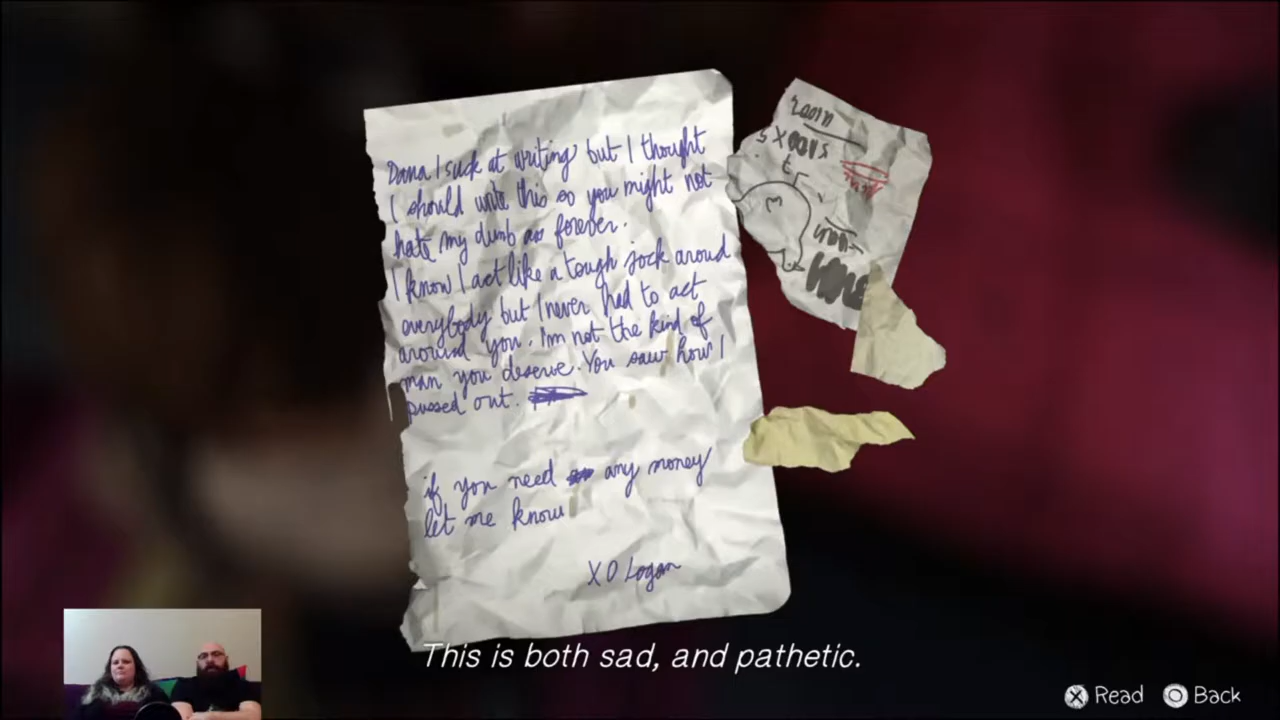 Dana I suck at writing but I thought
I should write this so you might not
hate my dumb ass forever.
I know I act like a tough jock around
everybody but I never had to act
around you. I'm not the kind of
man you deserve. You saw how I
pussed out.
if you need any money
let me know
XO Logan
This is both sad, and pathetic.
Read
Back